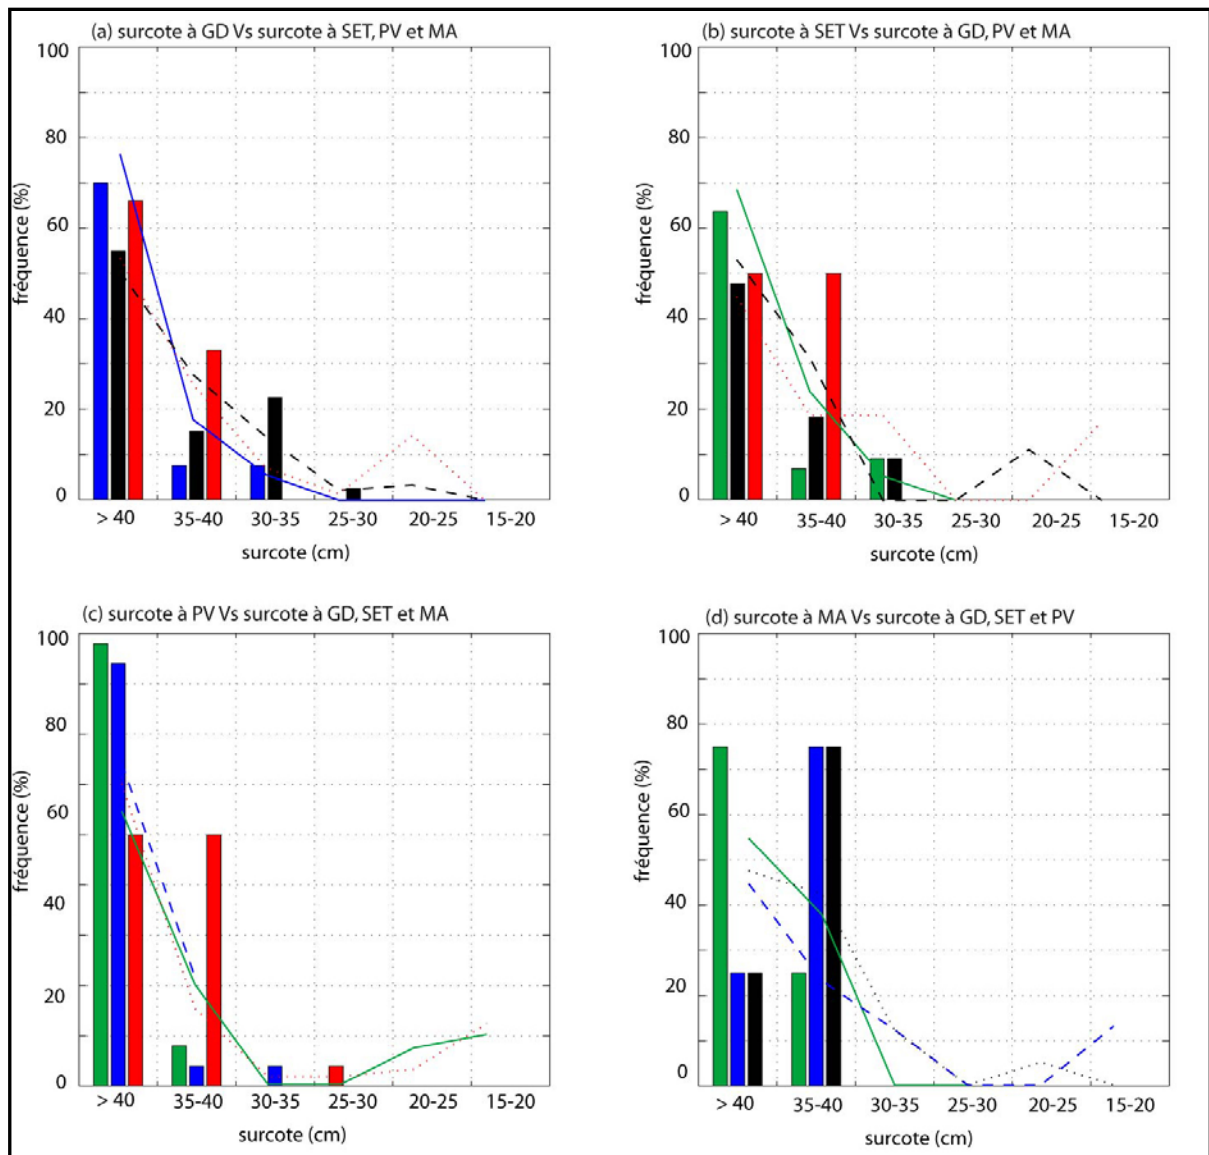 (a) surcote à GD Vs surcote à SET, PV et MA
100
80
60
40
20
0
fréquence (%)
> 40 35-40 30-35 25-30 20-25 15-20
surcote (cm)
(b) surcote à SET Vs surcote à GD, PV et MA
100
80
60
40
20
0
fréquence (%)
> 40 35-40 30-35 25-30 20-25 15-20
surcote (cm)
(c) surcote à PV Vs surcote à GD, SET et MA
100
80
60
40
20
0
fréquence (%)
> 40 35-40 30-35 25-30 20-25 15-20
surcote (cm)
(d) surcote à MA Vs surcote à GD, SET et PV
100
80
60
40
20
0
fréquence (%)
> 40 35-40 30-35 25-30 20-25 15-20
surcote (cm)